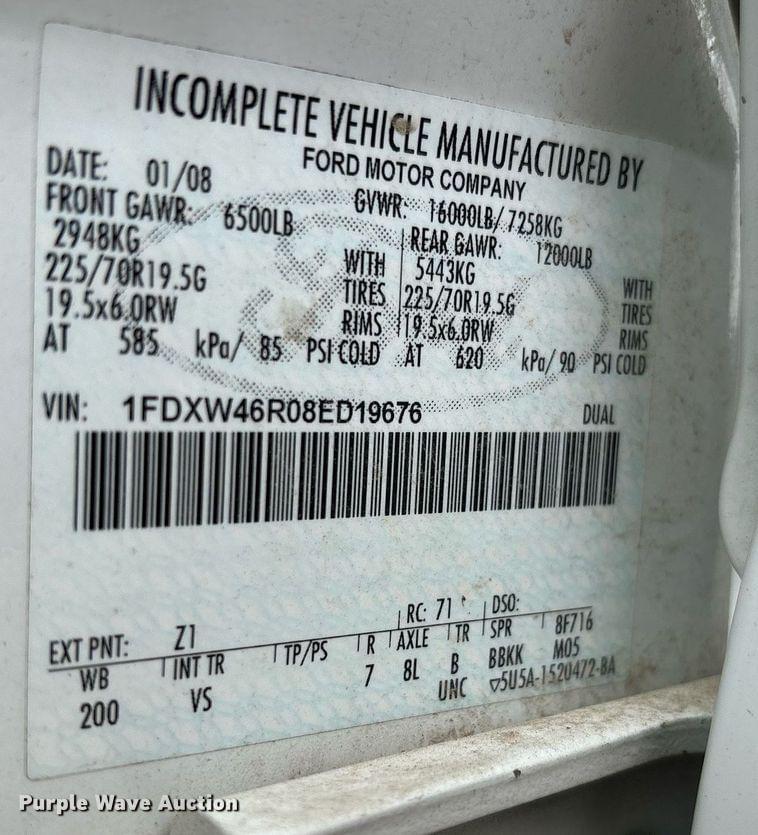 INCOMPLETE VEHICLE MANUFACTURED BY
FORD MOTOR COMPANY
DATE: 01/08 GVWR: 16000LB/ 7258KG
FRONT GAWR: 6500LB REAR GAWR: 12000LB
2948KG WITH 5443KG WITH
225/70R19.5G TIRES 225/70R19.5G TIRES
19.5x6.0RW RIMS 19.5x6.0RW RIMS
AT 585 kPa/ 85 PSI COLD AT 620 kPa/ 90 PSI COLD
VIN: 1FDXW46R08ED19676 DUAL
EXT PNT: Z1 RC: 71 DSO:
WB INT TR TP/PS R AXLE TR SPR 8F716
200 VS 7 8L B BBKK M05
UNC ▽5U5A-1520472-BA
Purple Wave Auction